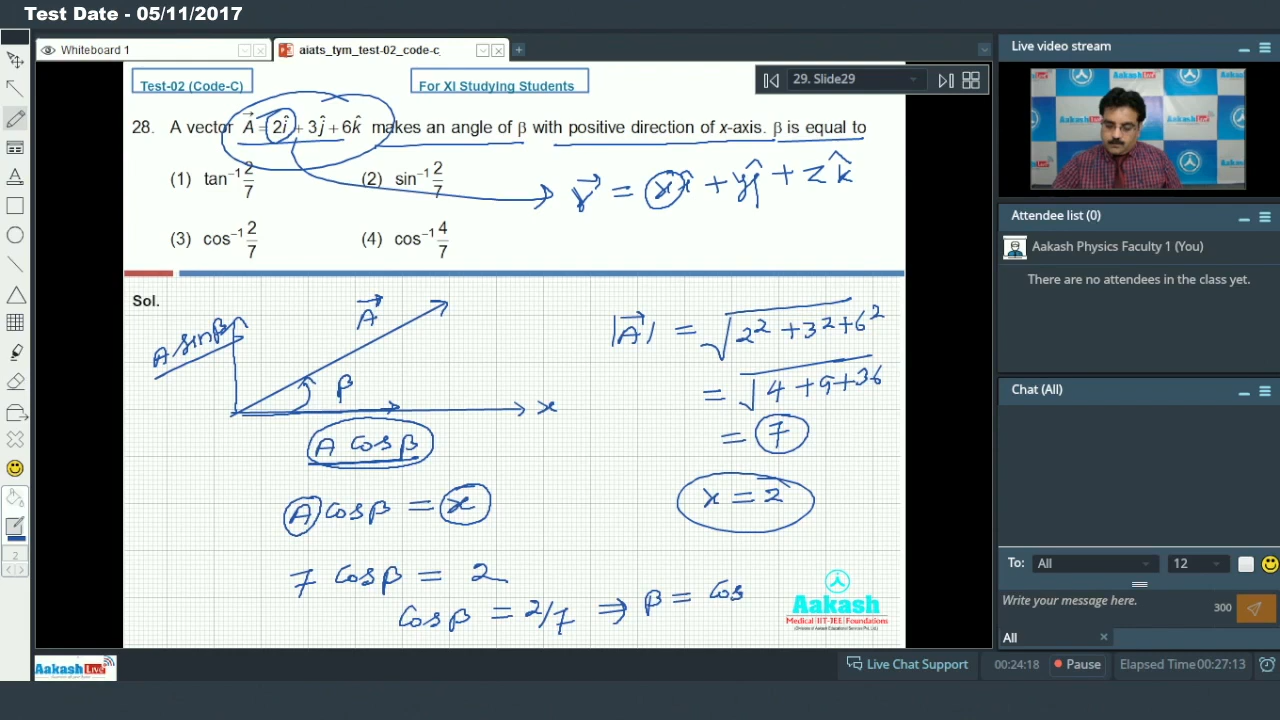 Test Date - 05/11/2017
Whiteboard 1
aiats_tym_test-02_code-c
Live video stream
Test-02 (Code-C)
For XI Studying Students
29. Slide29
28. A vector A⃗ = 2î + 3ĵ + 6k̂ makes an angle of β with positive direction of x-axis. β is equal to
(1) tan⁻¹ 2/7 (2) sin⁻¹ 2/7
r⃗ = xî + yĵ + zk̂
(3) cos⁻¹ 2/7 (4) cos⁻¹ 4/7
Sol.
A⃗
A sinβ
β
x
A cosβ
A cosβ = x
7 cosβ = 2
cosβ = 2/7 ⇒ β = cos
|A⃗| = √2² + 3² + 6²
= √4 + 9 + 36
= 7
x = 2
Aakash
Medical|IIT-JEE|Foundations
Attendee list (0)
Aakash Physics Faculty 1 (You)
There are no attendees in the class yet.
Chat (All)
To: All 12
Write your message here.
300
All
2
Aakash Live
Live Chat Support
00:24:18
Pause
Elapsed Time 00:27:13